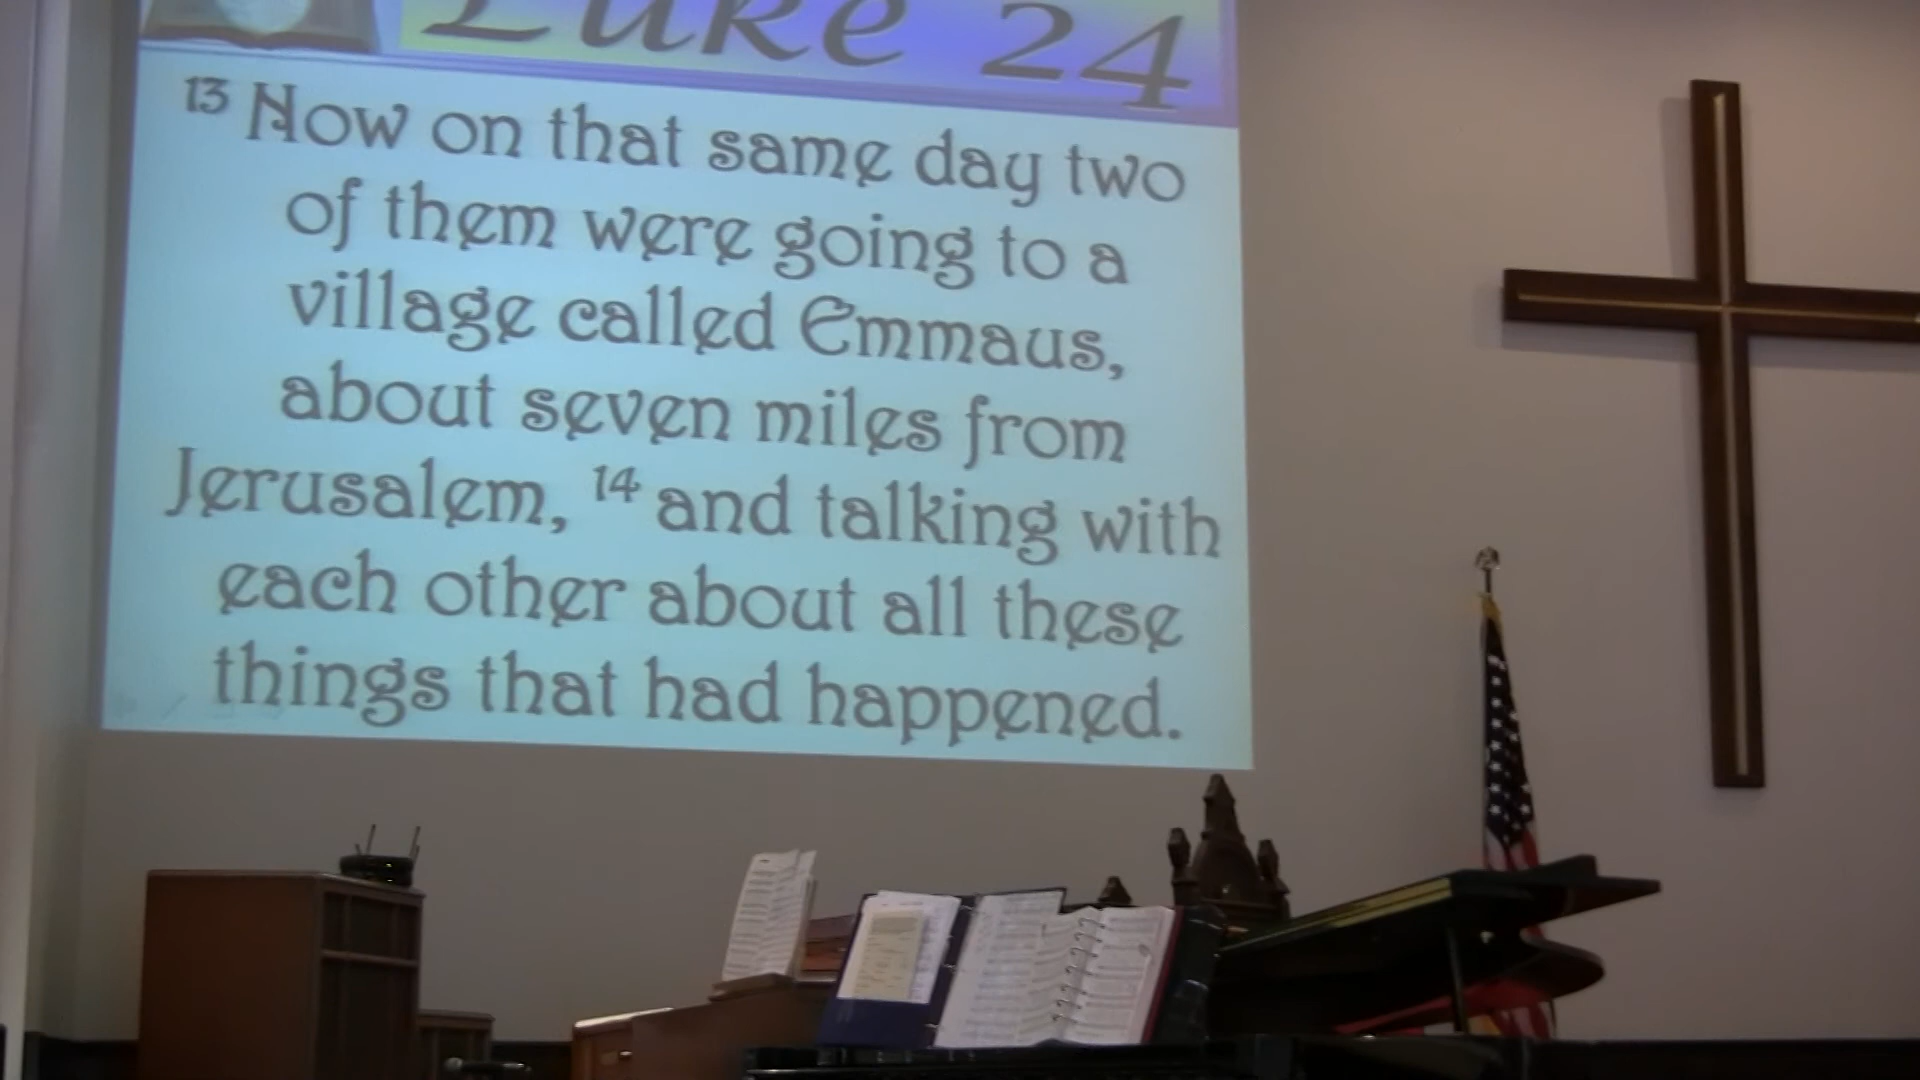 Luke 24
13 Now on that same day two
of them were going to a
village called Emmaus,
about seven miles from
Jerusalem, 14 and talking with
each other about all these
things that had happened.